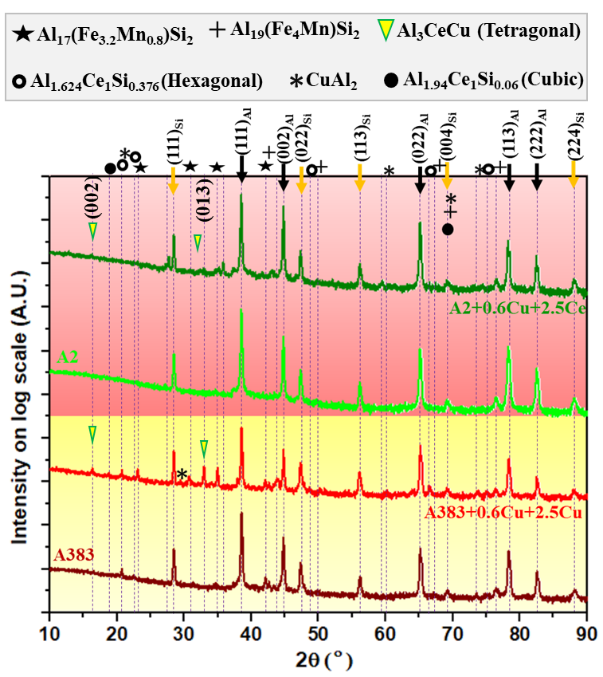 ★ Al17(Fe3.2Mn0.8)Si2 + Al19(Fe4Mn)Si2 Al3CeCu (Tetragonal)
Al1.624Ce1Si0.376(Hexagonal) * CuAl2 Al1.94Ce1Si0.06 (Cubic)
(111)Si (111)Al (002)Al (022)Si (113)Si (022)Al (004)Si (113)Al (222)Al (224)Si
(002) (013)
A2+0.6Cu+2.5Ce
A2
A383+0.6Cu+2.5Cu
A383
Intensity on log scale (A.U.)
10 20 30 40 50 60 70 80 90
2θ (°)